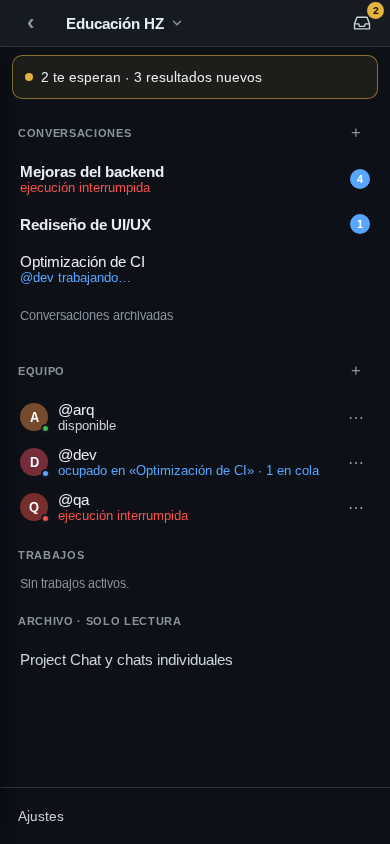 ‹
Educación HZ
2
2 te esperan · 3 resultados nuevos
CONVERSACIONES +
Mejoras del backend
ejecución interrumpida
4
Rediseño de UI/UX 1
Optimización de CI
@dev trabajando…
Conversaciones archivadas
EQUIPO +
A
@arq
disponible
…
D
@dev
ocupado en «Optimización de CI» · 1 en cola
…
Q
@qa
ejecución interrumpida
…
TRABAJOS
Sin trabajos activos.
ARCHIVO · SOLO LECTURA
Project Chat y chats individuales
Ajustes